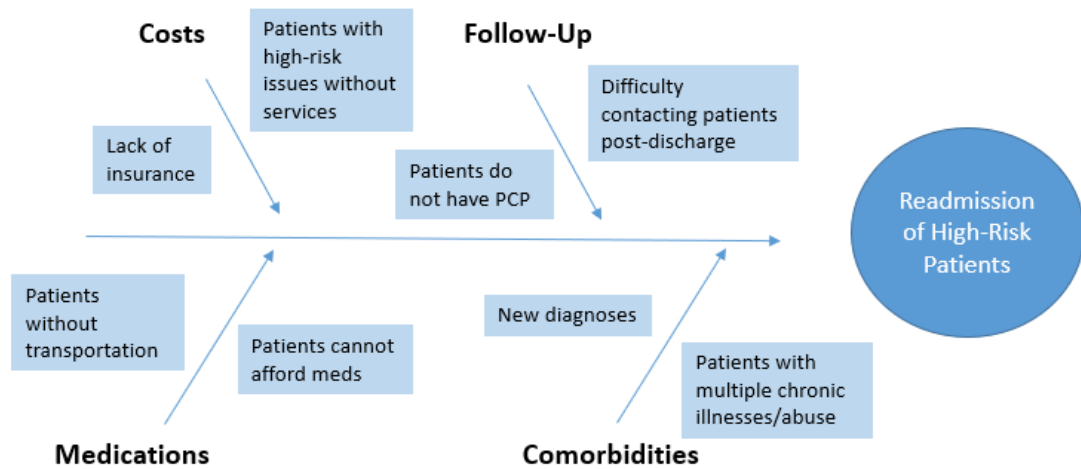 Costs
Patients with
high-risk
issues without
services
Follow-Up
Difficulty
contacting patients
post-discharge
Lack of
insurance
Patients do
not have PCP
Readmission
of High-Risk
Patients
Patients
without
transportation
Patients cannot
afford meds
New diagnoses
Patients with
multiple chronic
illnesses/abuse
Medications
Comorbidities